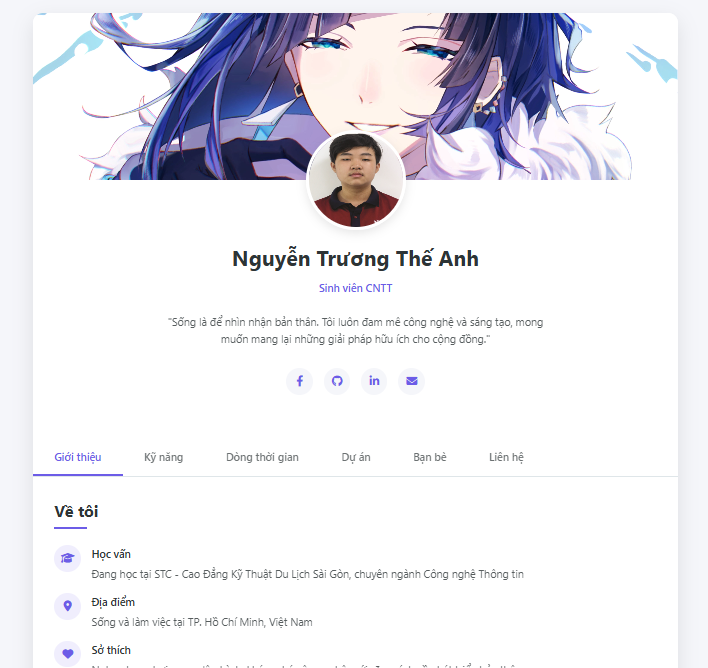 Nguyễn Trương Thế Anh
Sinh viên CNTT
"Sống là để nhìn nhận bản thân. Tôi luôn đam mê công nghệ và sáng tạo, mong
muốn mang lại những giải pháp hữu ích cho cộng đồng."
Giới thiệu Kỹ năng Dòng thời gian Dự án Bạn bè Liên hệ
Về tôi
Học vấn
Đang học tại STC - Cao Đẳng Kỹ Thuật Du Lịch Sài Gòn, chuyên ngành Công nghệ Thông tin
Địa điểm
Sống và làm việc tại TP. Hồ Chí Minh, Việt Nam
Sở thích